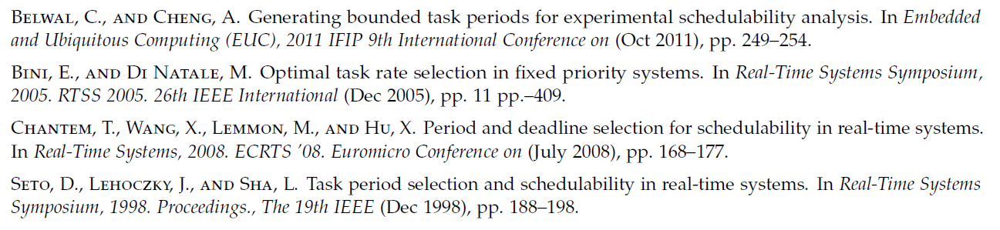 BELWAL, C., AND CHENG, A. Generating bounded task periods for experimental schedulability analysis. In Embedded
and Ubiquitous Computing (EUC), 2011 IFIP 9th International Conference on (Oct 2011), pp. 249–254.
BINI, E., AND DI NATALE, M. Optimal task rate selection in fixed priority systems. In Real-Time Systems Symposium,
2005. RTSS 2005. 26th IEEE International (Dec 2005), pp. 11 pp.–409.
CHANTEM, T., WANG, X., LEMMON, M., AND HU, X. Period and deadline selection for schedulability in real-time systems.
In Real-Time Systems, 2008. ECRTS ’08. Euromicro Conference on (July 2008), pp. 168–177.
SETO, D., LEHOCZKY, J., AND SHA, L. Task period selection and schedulability in real-time systems. In Real-Time Systems
Symposium, 1998. Proceedings., The 19th IEEE (Dec 1998), pp. 188–198.